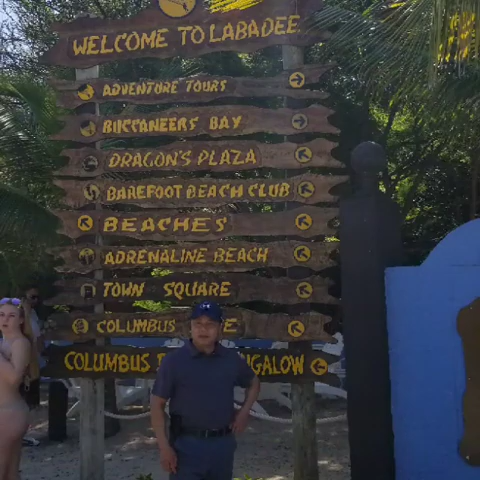 WELCOME TO LABADEE
ADVENTURE TOURS
BUCCANEERS BAY
DRAGON'S PLAZA
BAREFOOT BEACH CLUB
BEACHES
ADRENALINE BEACH
TOWN SQUARE
COLUMBUS
COLUMBUS